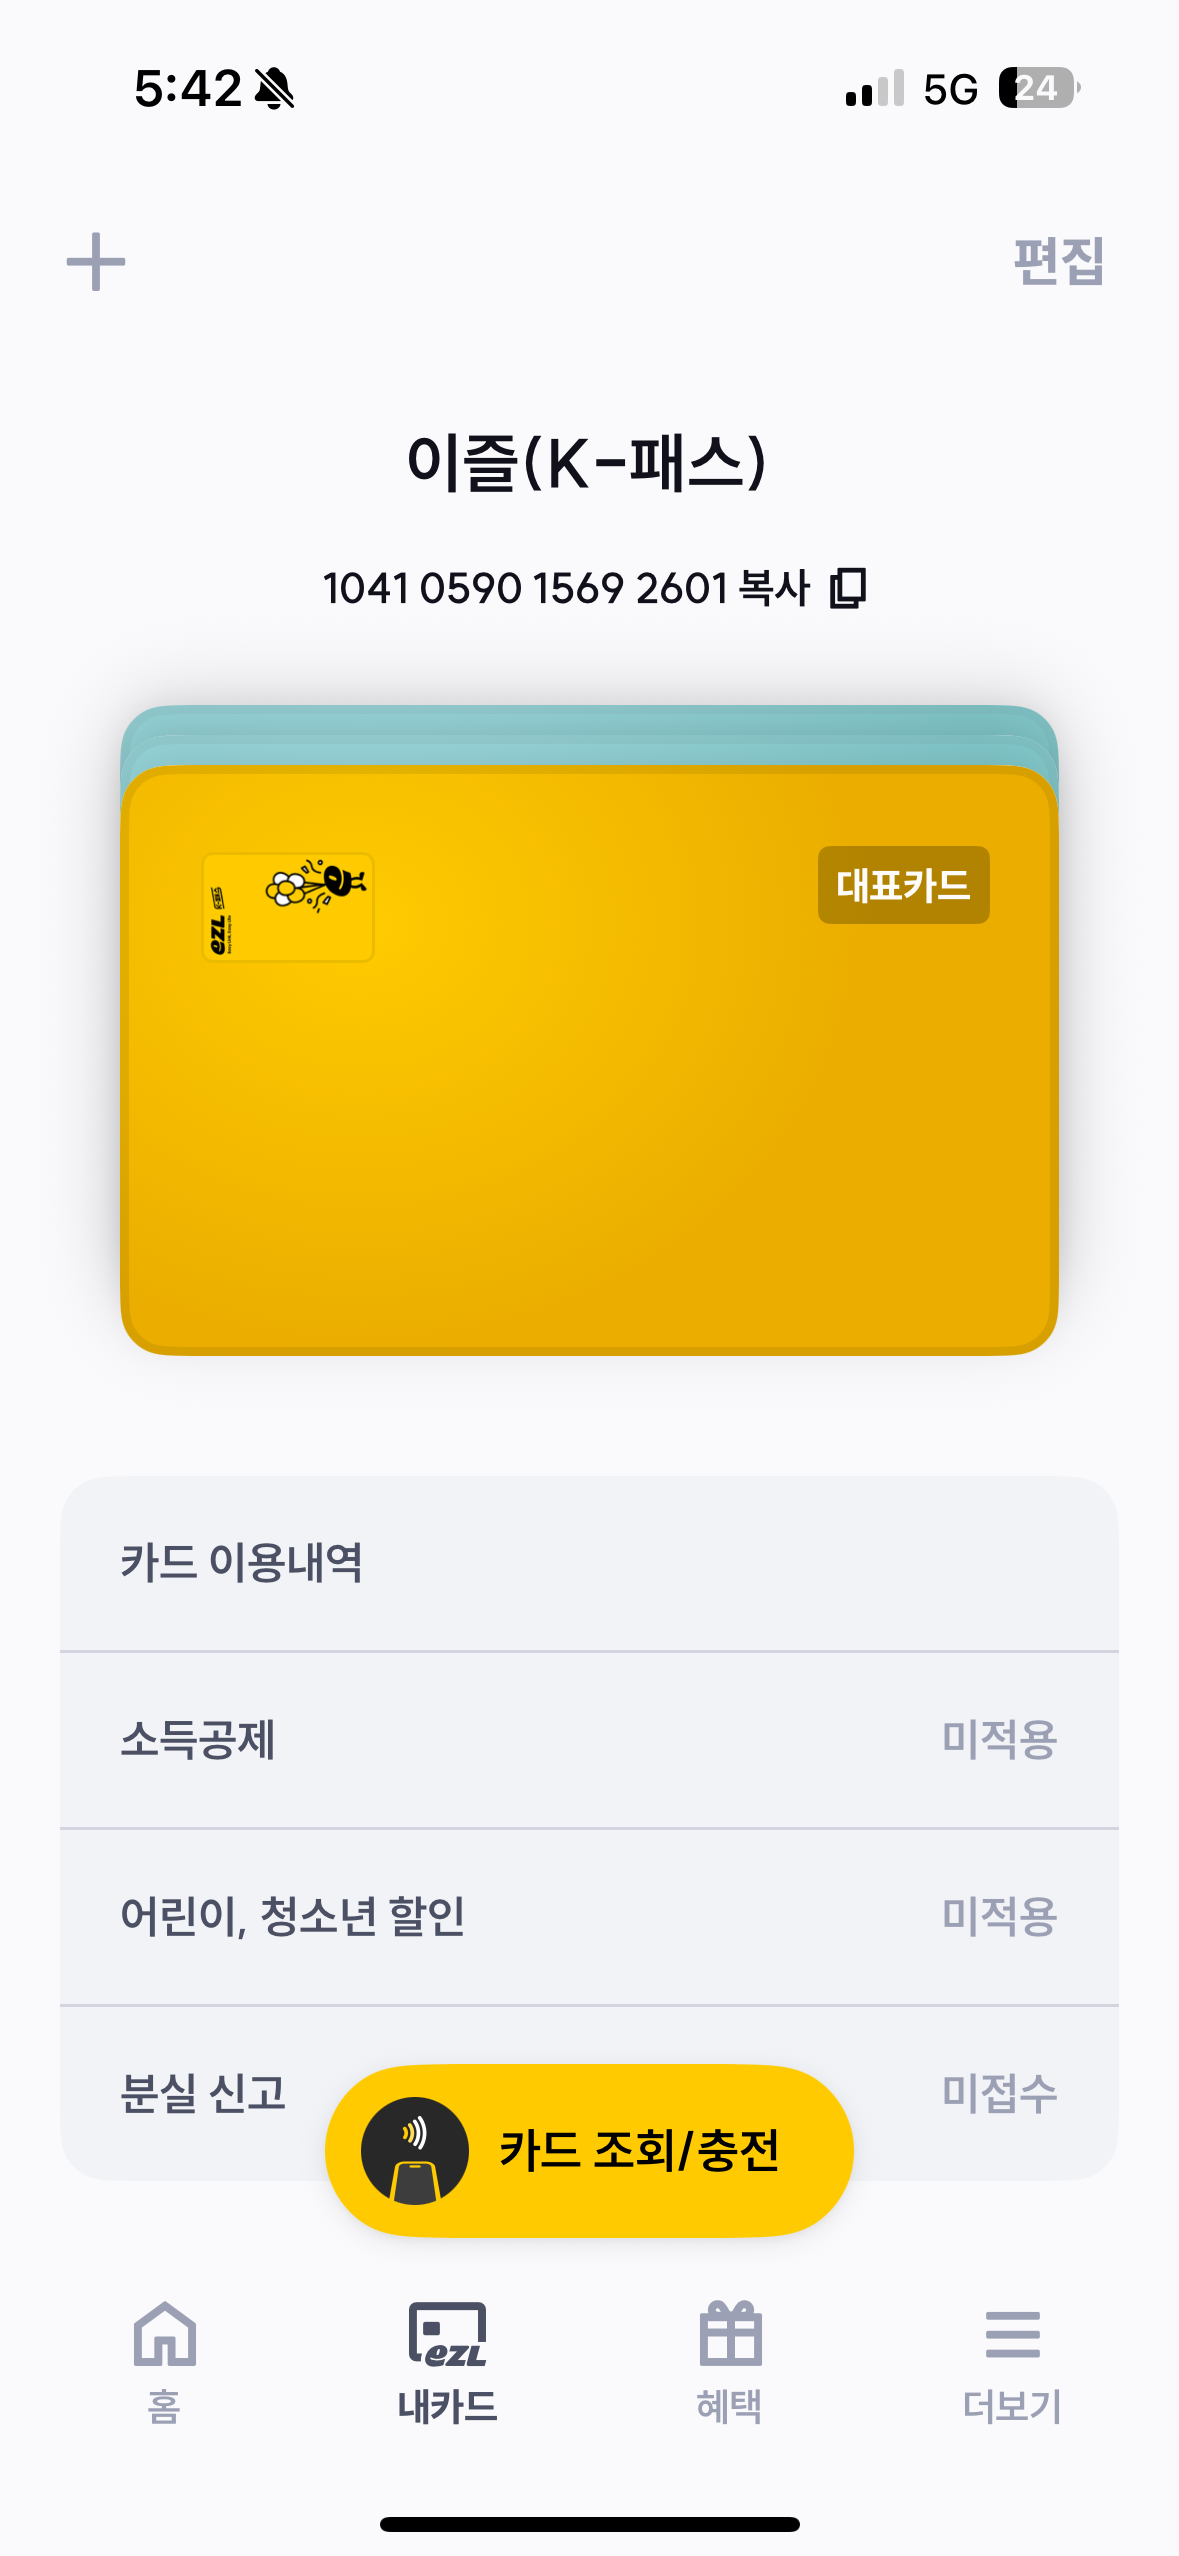 5:42 5G 24
편집
이즐(K-패스)
1041 0590 1569 2601 복사
대표카드
ezL
카드 이용내역
소득공제 미적용
어린이, 청소년 할인 미적용
분실 신고 미접수
카드 조회/충전
ezL
홈 내카드 혜택 더보기